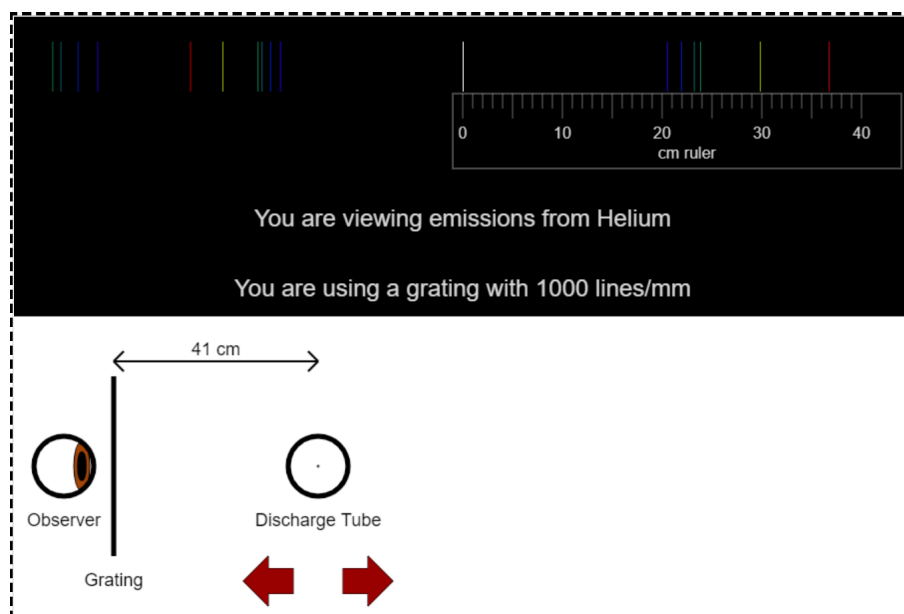 0 10 20 30 40
cm ruler
You are viewing emissions from Helium
You are using a grating with 1000 lines/mm
41 cm
Observer
Discharge Tube
Grating